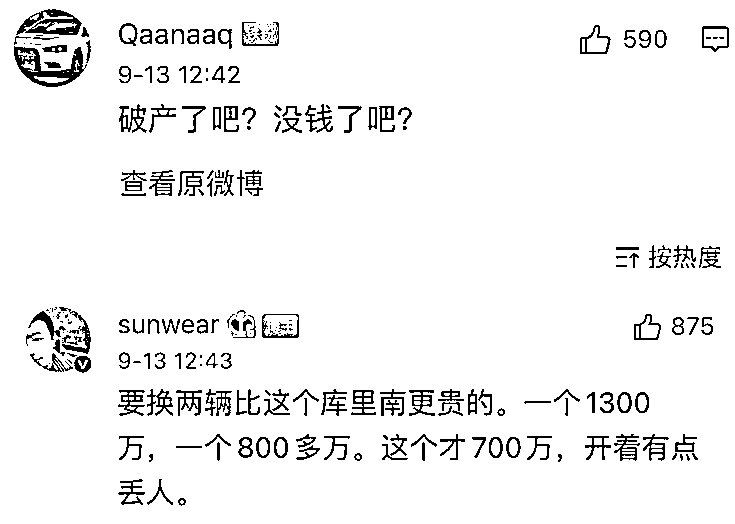 Qaanaaq
590
9-13 12:42
破产了吧？没钱了吧？
查看原微博
按热度
sunwear
875
9-13 12:43
要换两辆比这个库里南更贵的。一个1300
万，一个800多万。这个才700万，开着有点
丢人。